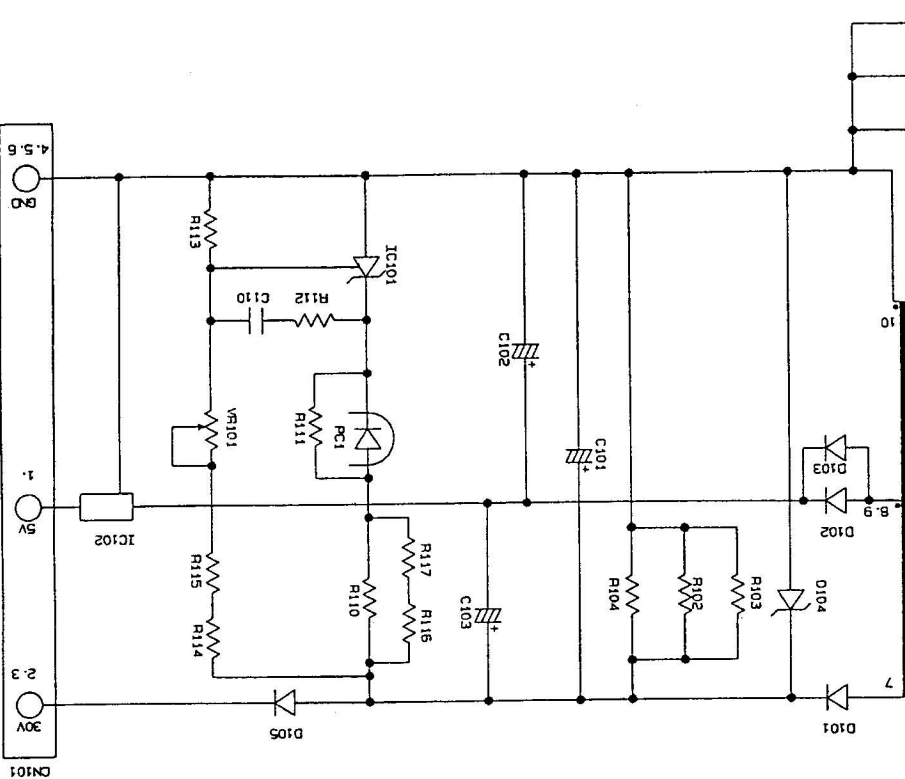 4.5.6
GND
R113
IC101
C110
R112
C102
10
VR101
R111
PC1
C101
D103
1.
5V
IC102
8.9
D102
R115
R117
R110
C103
R104
R102
R103
D104
R114
R116
2.3
30V
D105
7
D101
CN101